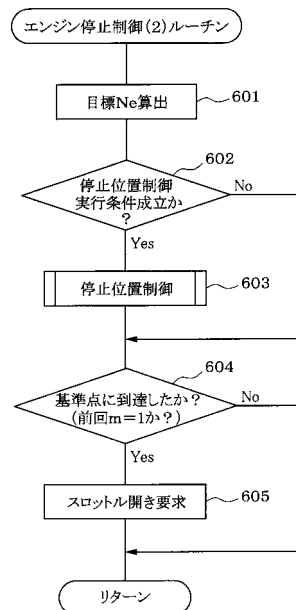 エンジン停止制御(2)ルーチン
目標Ne算出
601
停止位置制御
実行条件成立か
?
602
No
Yes
停止位置制御
603
基準点に到達したか?
(前回m=1か?)
604
No
Yes
スロットル開き要求
605
リターン